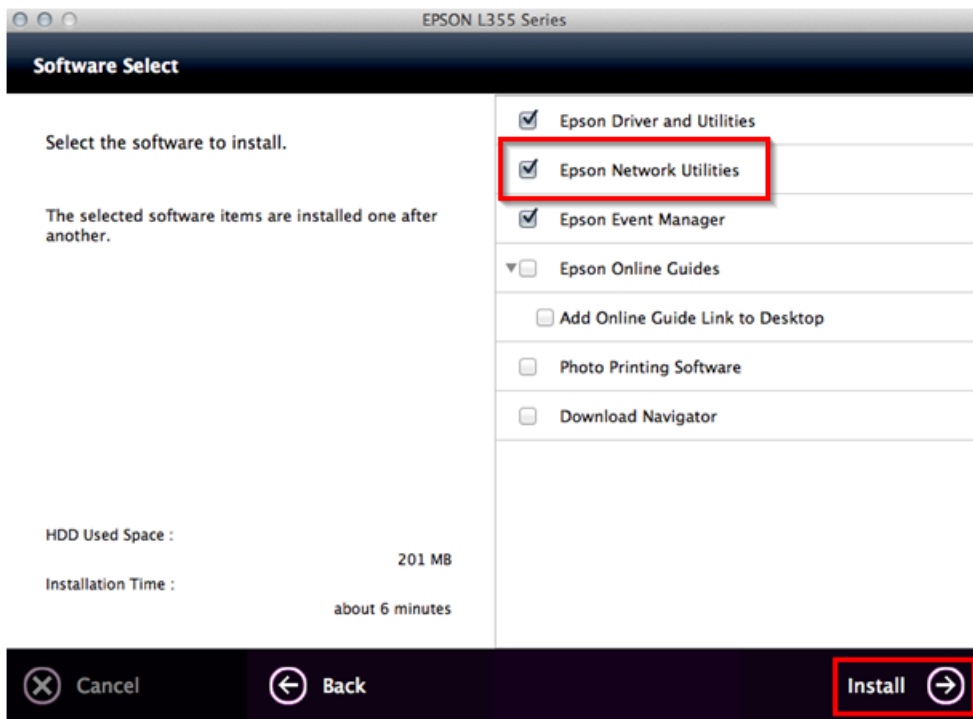 EPSON L355 Series
Software Select
Select the software to install.
The selected software items are installed one after
another.
HDD Used Space :
201 MB
Installation Time :
about 6 minutes
Epson Driver and Utilities
Epson Network Utilities
Epson Event Manager
Epson Online Guides
Add Online Guide Link to Desktop
Photo Printing Software
Download Navigator
Cancel
Back
Install